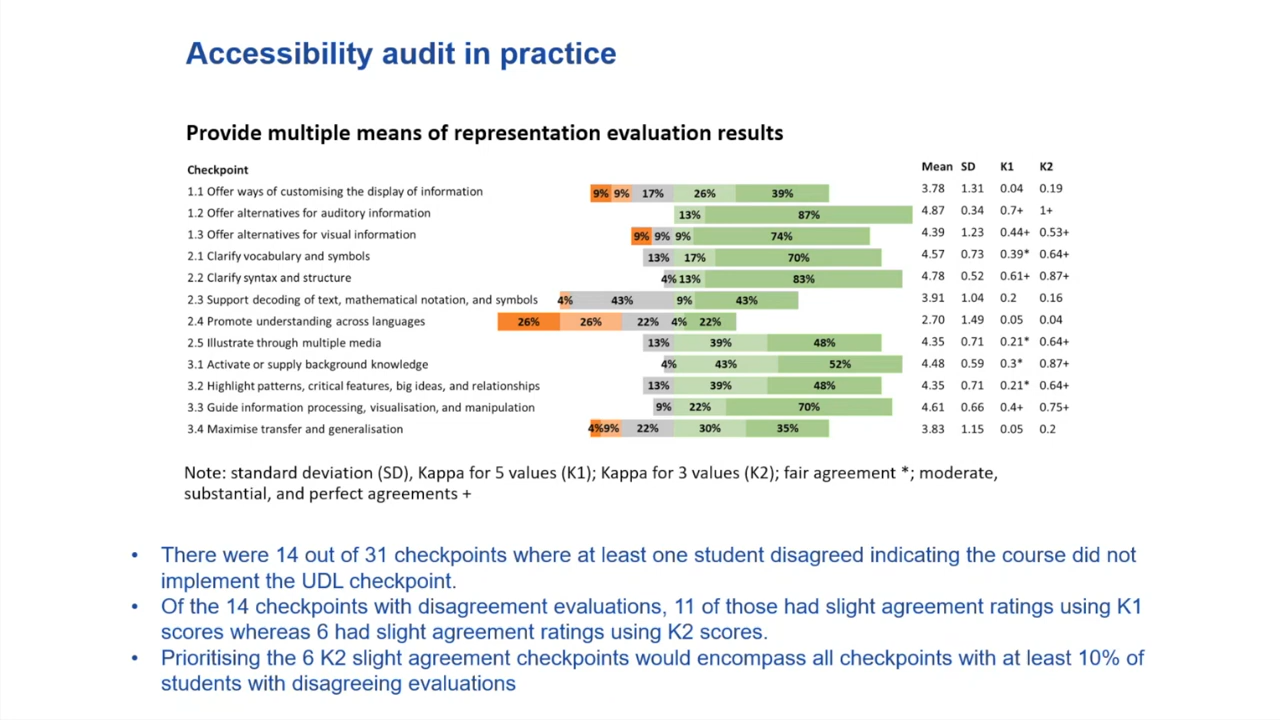 Accessibility audit in practice
Provide multiple means of representation evaluation results
Checkpoint Mean SD K1 K2
1.1 Offer ways of customising the display of information 9% 9% 17% 26% 39% 3.78 1.31 0.04 0.19
1.2 Offer alternatives for auditory information 13% 87% 4.87 0.34 0.7+ 1+
1.3 Offer alternatives for visual information 9% 9% 9% 74% 4.39 1.23 0.44+ 0.53+
2.1 Clarify vocabulary and symbols 13% 17% 70% 4.57 0.73 0.39* 0.64+
2.2 Clarify syntax and structure 4% 13% 83% 4.78 0.52 0.61+ 0.87+
2.3 Support decoding of text, mathematical notation, and symbols 4% 43% 9% 43% 3.91 1.04 0.2 0.16
2.4 Promote understanding across languages 26% 26% 22% 4% 22% 2.70 1.49 0.05 0.04
2.5 Illustrate through multiple media 13% 39% 48% 4.35 0.71 0.21* 0.64+
3.1 Activate or supply background knowledge 4% 43% 52% 4.48 0.59 0.3* 0.87+
3.2 Highlight patterns, critical features, big ideas, and relationships 13% 39% 48% 4.35 0.71 0.21* 0.64+
3.3 Guide information processing, visualisation, and manipulation 9% 22% 70% 4.61 0.66 0.4+ 0.75+
3.4 Maximise transfer and generalisation 4% 9% 22% 30% 35% 3.83 1.15 0.05 0.2
Note: standard deviation (SD), Kappa for 5 values (K1); Kappa for 3 values (K2); fair agreement *; moderate,
substantial, and perfect agreements +
• There were 14 out of 31 checkpoints where at least one student disagreed indicating the course did not
implement the UDL checkpoint.
• Of the 14 checkpoints with disagreement evaluations, 11 of those had slight agreement ratings using K1
scores whereas 6 had slight agreement ratings using K2 scores.
• Prioritising the 6 K2 slight agreement checkpoints would encompass all checkpoints with at least 10% of
students with disagreeing evaluations